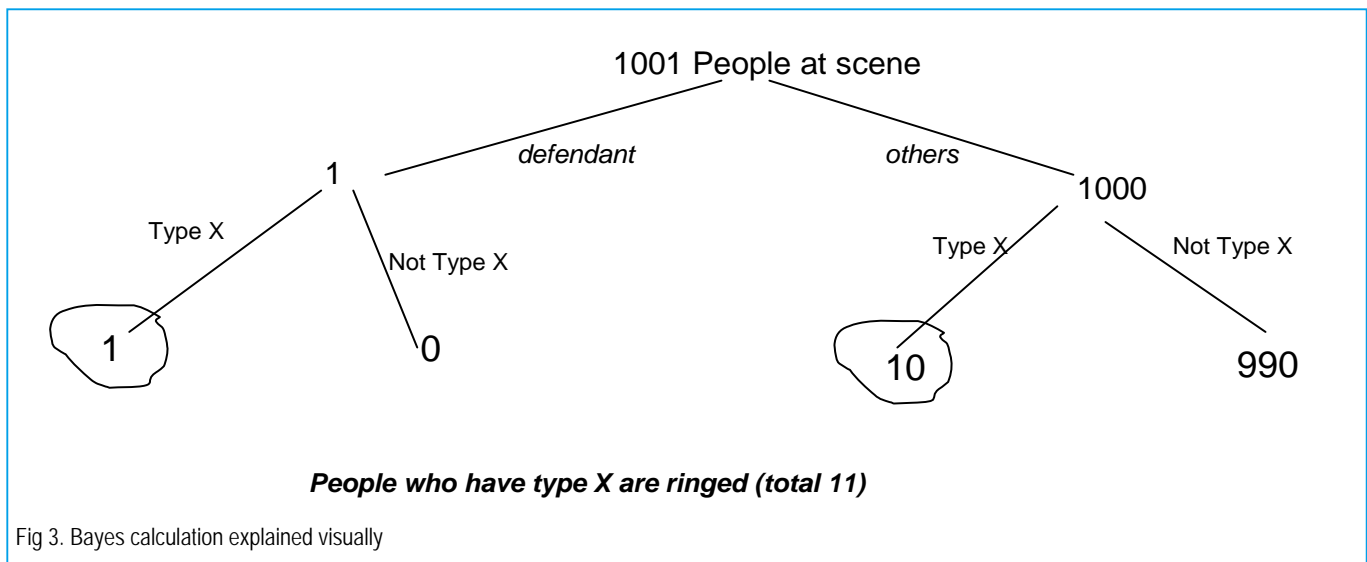 1001 People at scene
defendant
others
1
1000
Type X
Not Type X
Type X
Not Type X
1
0
10
990
People who have type X are ringed (total 11)
Fig 3. Bayes calculation explained visually